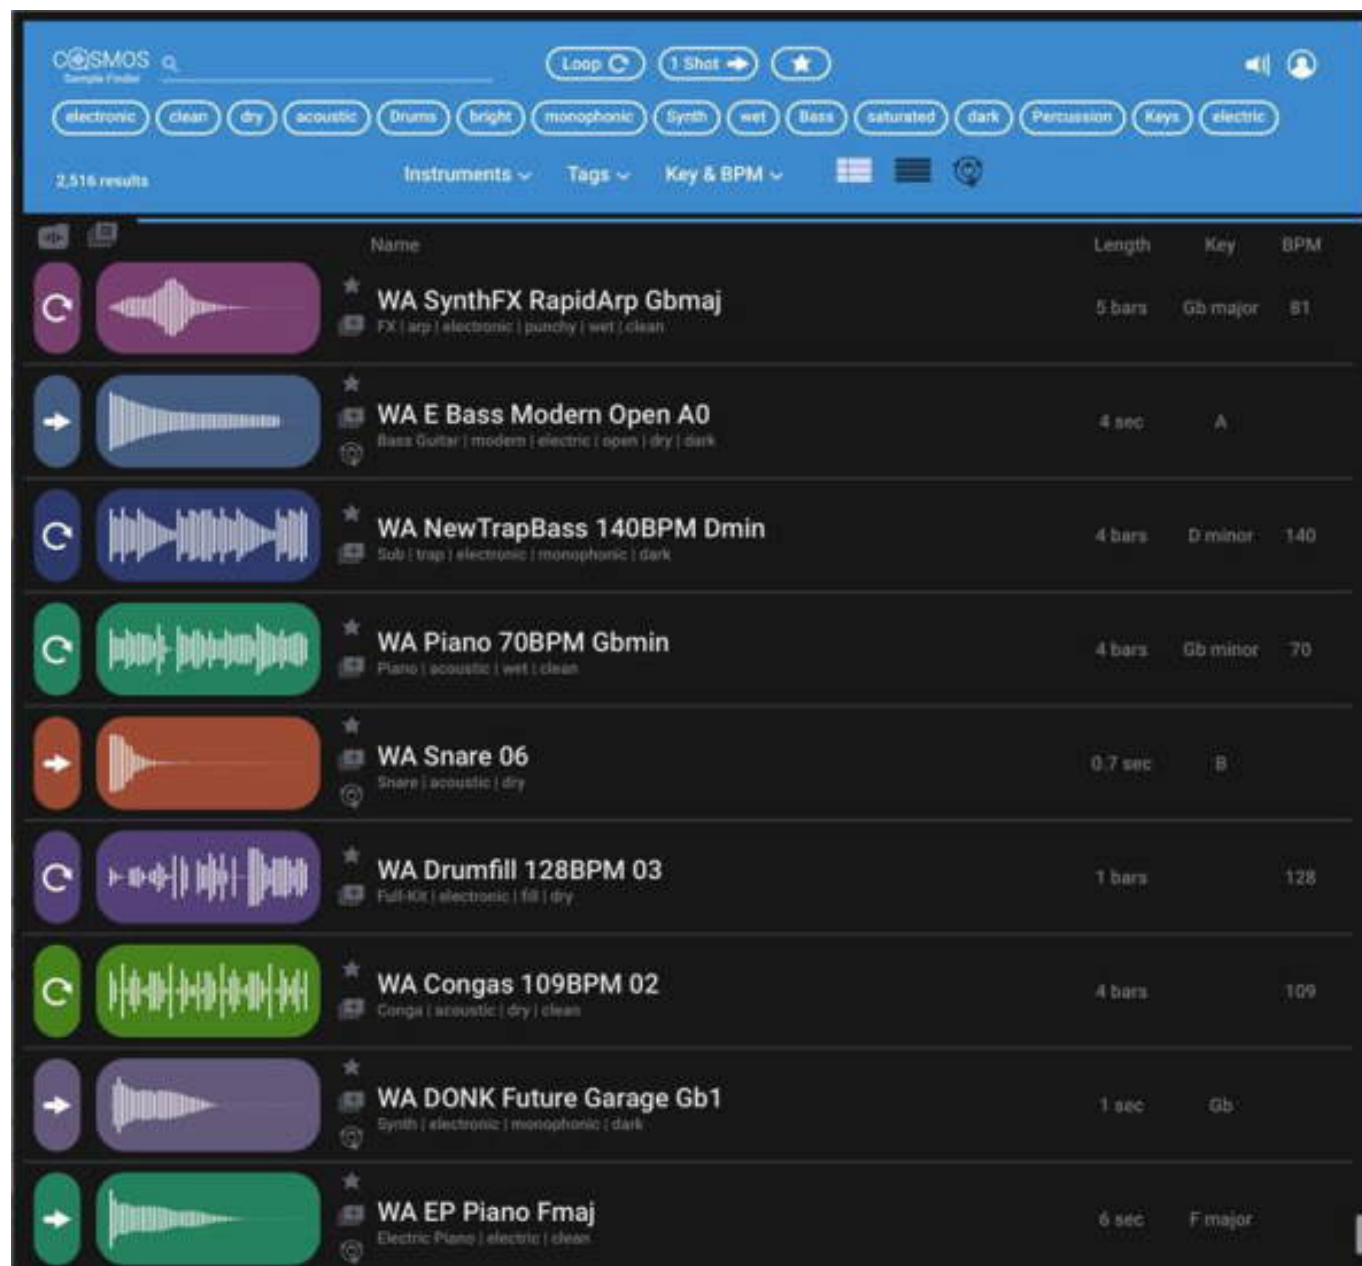 COSMOS
Sample Finder
Loop
1 Shot
electronic clean dry acoustic Drums bright monophonic Synth wet Bass saturated dark Percussion Keys electric
2,516 results Instruments Tags Key & BPM
Name Length Key BPM
WA SynthFX RapidArp Gbmaj 5 bars Gb major 81
FX | arp | electronic | punchy | wet | clean
WA E Bass Modern Open A0 4 sec A
Bass Guitar | modern | electric | open | dry | dark
WA NewTrapBass 140BPM Dmin 4 bars D minor 140
Sub | trap | electronic | monophonic | dark
WA Piano 70BPM Gbmin 4 bars Gb minor 70
Piano | acoustic | wet | clean
WA Snare 06 0.7 sec B
Snare | acoustic | dry
WA Drumfill 128BPM 03 1 bars 128
Full-Kit | electronic | fill | dry
WA Congas 109BPM 02 4 bars 109
Conga | acoustic | dry | clean
WA DONK Future Garage Gb1 1 sec Gb
Synth | electronic | monophonic | dark
WA EP Piano Fmaj 6 sec F major
Electric Piano | electric | clean